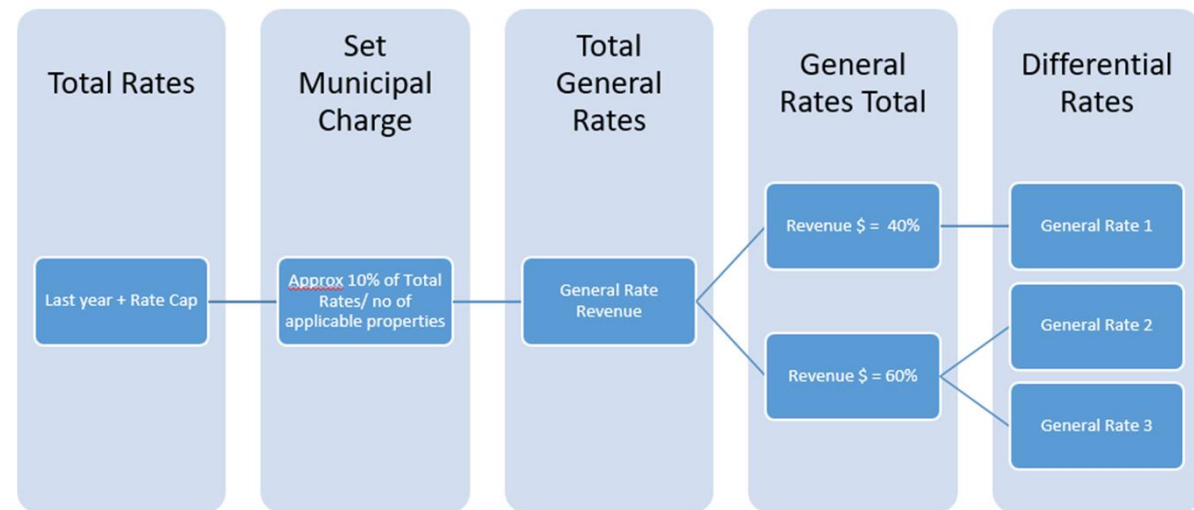 Total Rates
Set
Municipal
Charge
Total
General
Rates
General
Rates Total
Differential
Rates
Last year + Rate Cap
Approx 10% of Total
Rates/ no of
applicable properties
General Rate
Revenue
Revenue $ =  40%
Revenue $ = 60%
General Rate 1
General Rate 2
General Rate 3